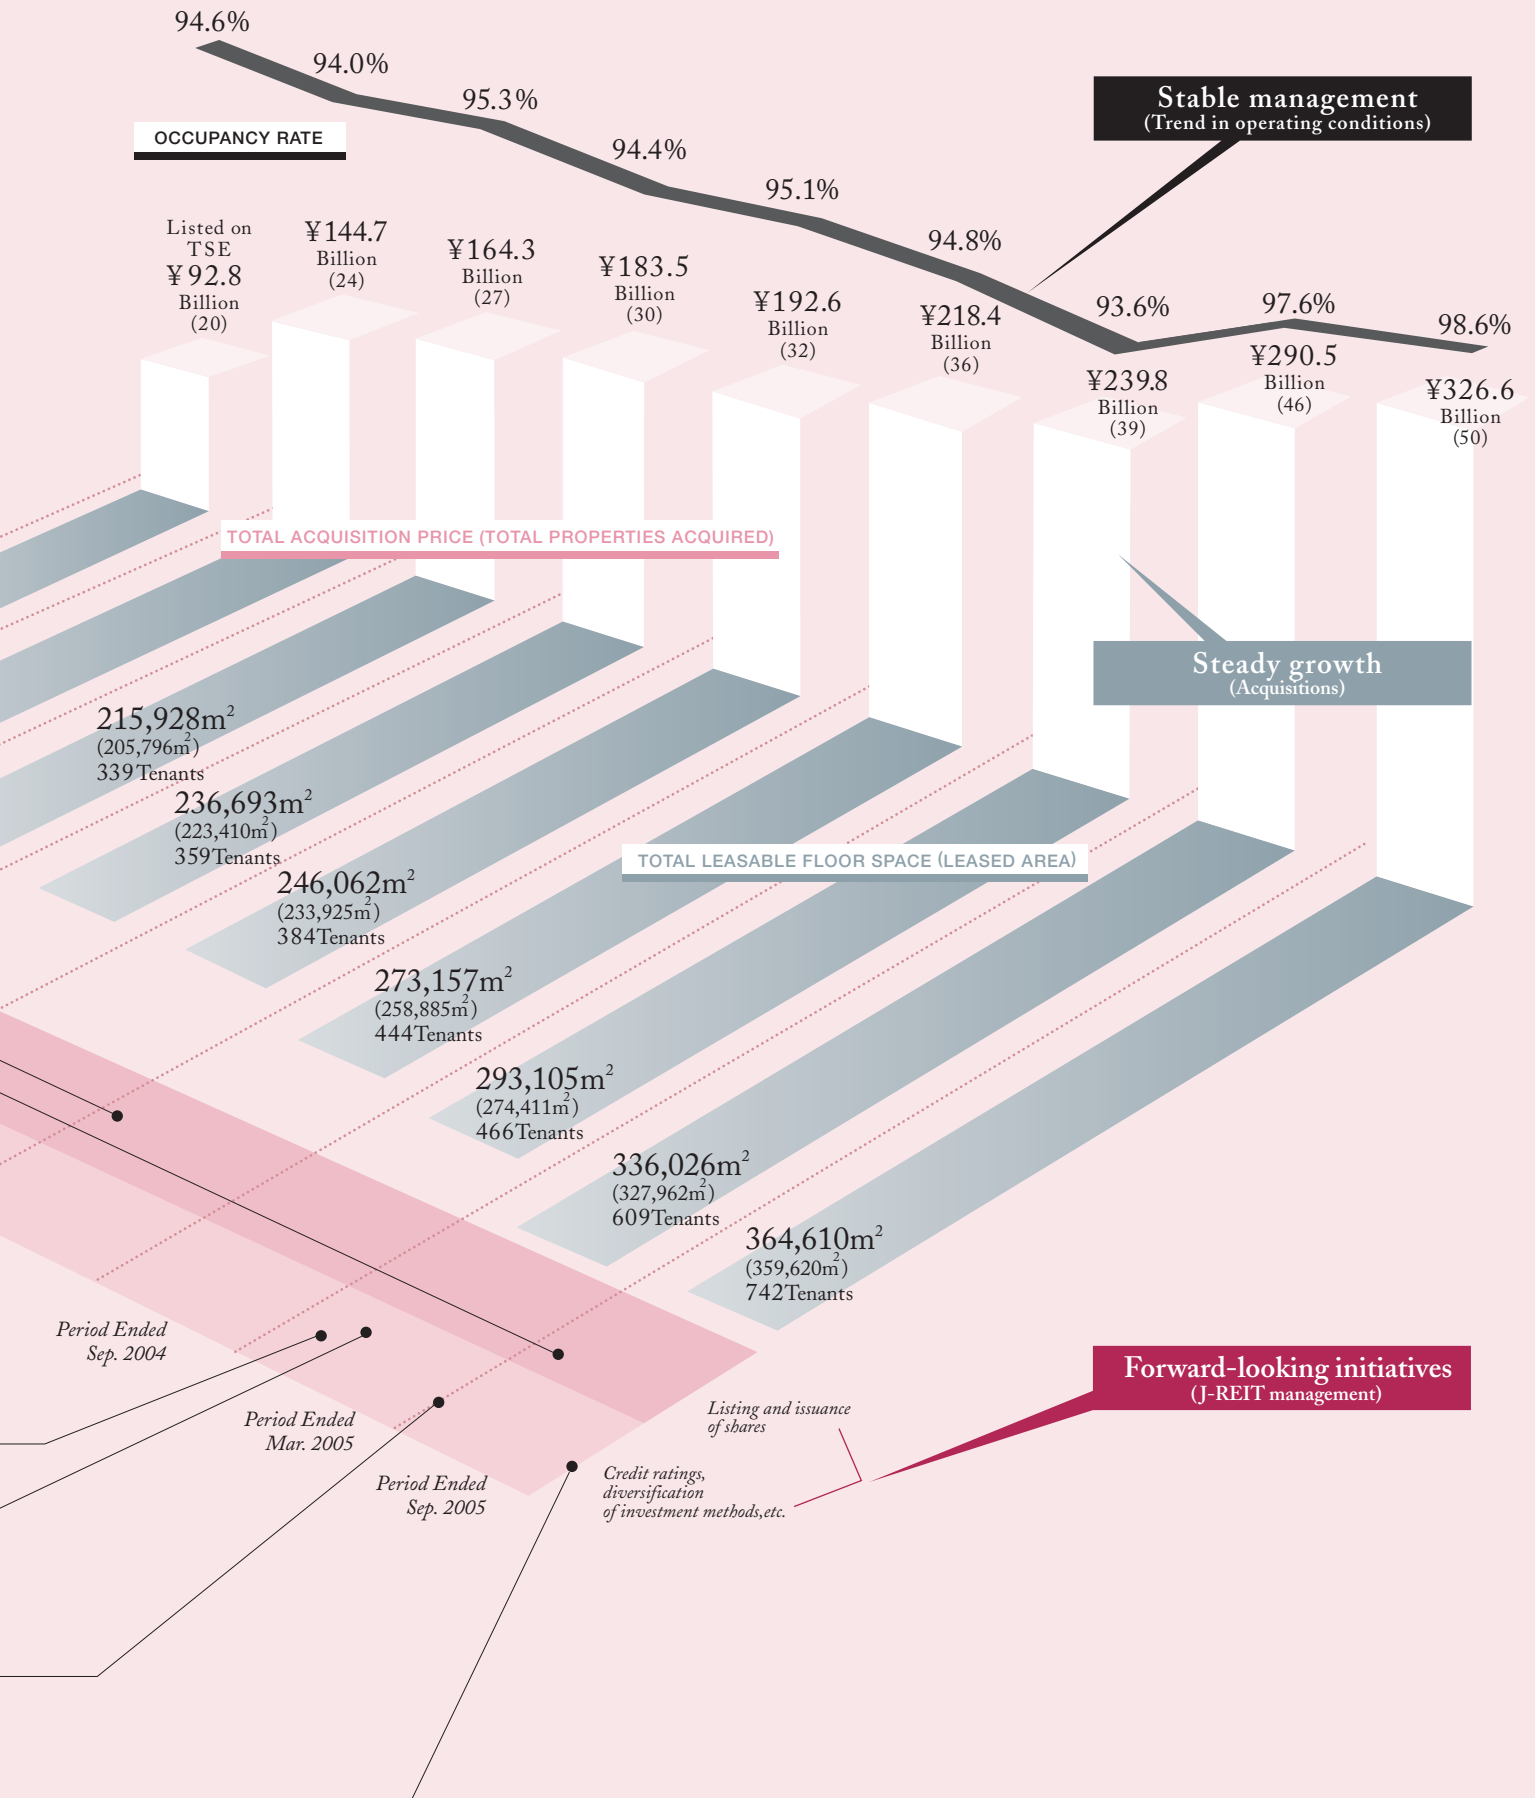 94.6%
94.0%
95.3%
94.4%
95.1%
94.8%
93.6%
97.6%
98.6%
OCCUPANCY RATE
Stable management
(Trend in operating conditions)
Listed on
TSE
¥92.8
Billion
(20)
¥144.7
Billion
(24)
¥164.3
Billion
(27)
¥183.5
Billion
(30)
¥192.6
Billion
(32)
¥218.4
Billion
(36)
¥239.8
Billion
(39)
¥290.5
Billion
(46)
¥326.6
Billion
(50)
TOTAL ACQUISITION PRICE (TOTAL PROPERTIES ACQUIRED)
Steady growth
(Acquisitions)
215,928m²
(205,796m²)
339Tenants
236,693m²
(223,410m²)
359Tenants
TOTAL LEASABLE FLOOR SPACE (LEASED AREA)
246,062m²
(233,925m²)
384Tenants
273,157m²
(258,885m²)
444Tenants
293,105m²
(274,411m²)
466Tenants
336,026m²
(327,962m²)
609Tenants
364,610m²
(359,620m²)
742Tenants
Period Ended
Sep. 2004
Period Ended
Mar. 2005
Period Ended
Sep. 2005
Forward-looking initiatives
(J-REIT management)
Listing and issuance
of shares
Credit ratings,
diversification
of investment methods,etc.